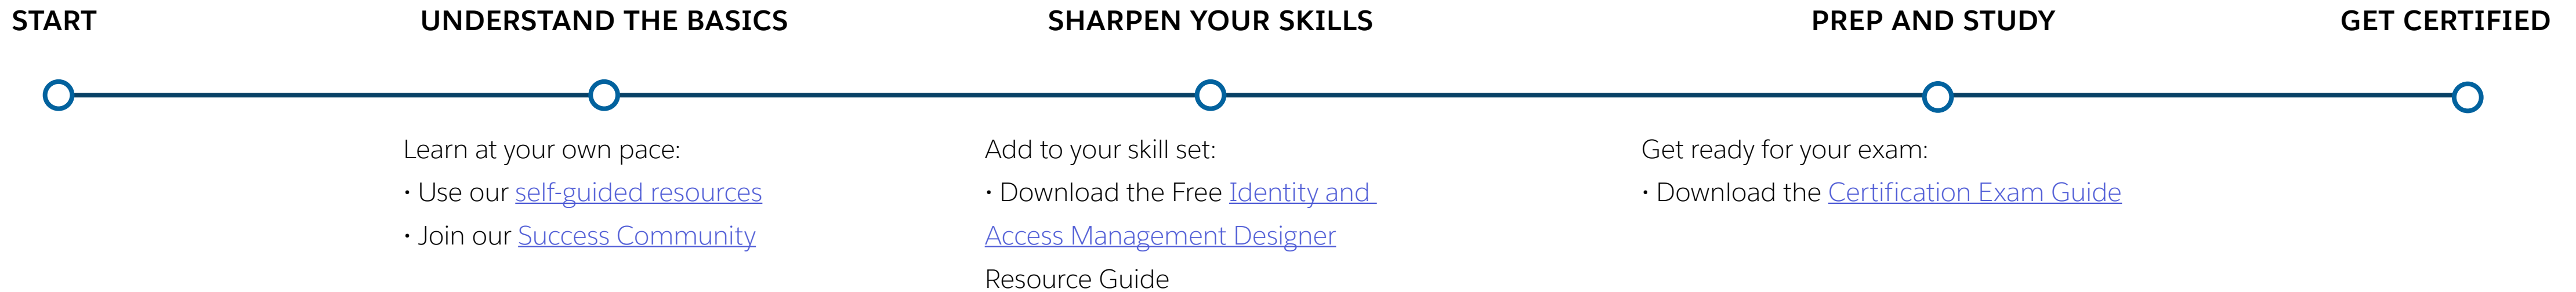 START
UNDERSTAND THE BASICS
SHARPEN YOUR SKILLS
PREP AND STUDY
GET CERTIFIED
Learn at your own pace:
• Use our self-guided resources
• Join our Success Community
Add to your skill set:
• Download the Free Identity and
Access Management Designer
Resource Guide
Get ready for your exam:
• Download the Certification Exam Guide